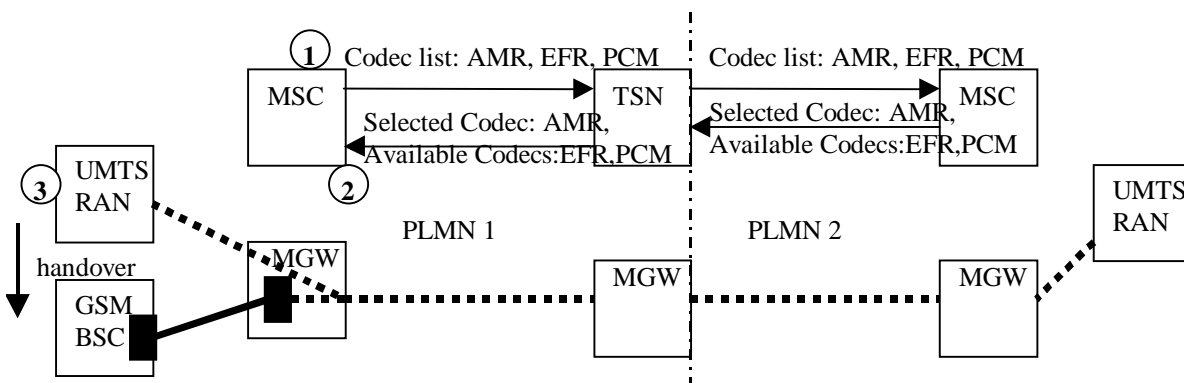 1
Codec list: AMR, EFR, PCM
Codec list: AMR, EFR, PCM
MSC
TSN
MSC
Selected Codec: AMR,
Available Codecs:EFR,PCM
Selected Codec: AMR,
Available Codecs:EFR,PCM
2
3
UMTS
RAN
UMTS
RAN
PLMN 1
PLMN 2
handover
MGW
MGW
MGW
GSM
BSC